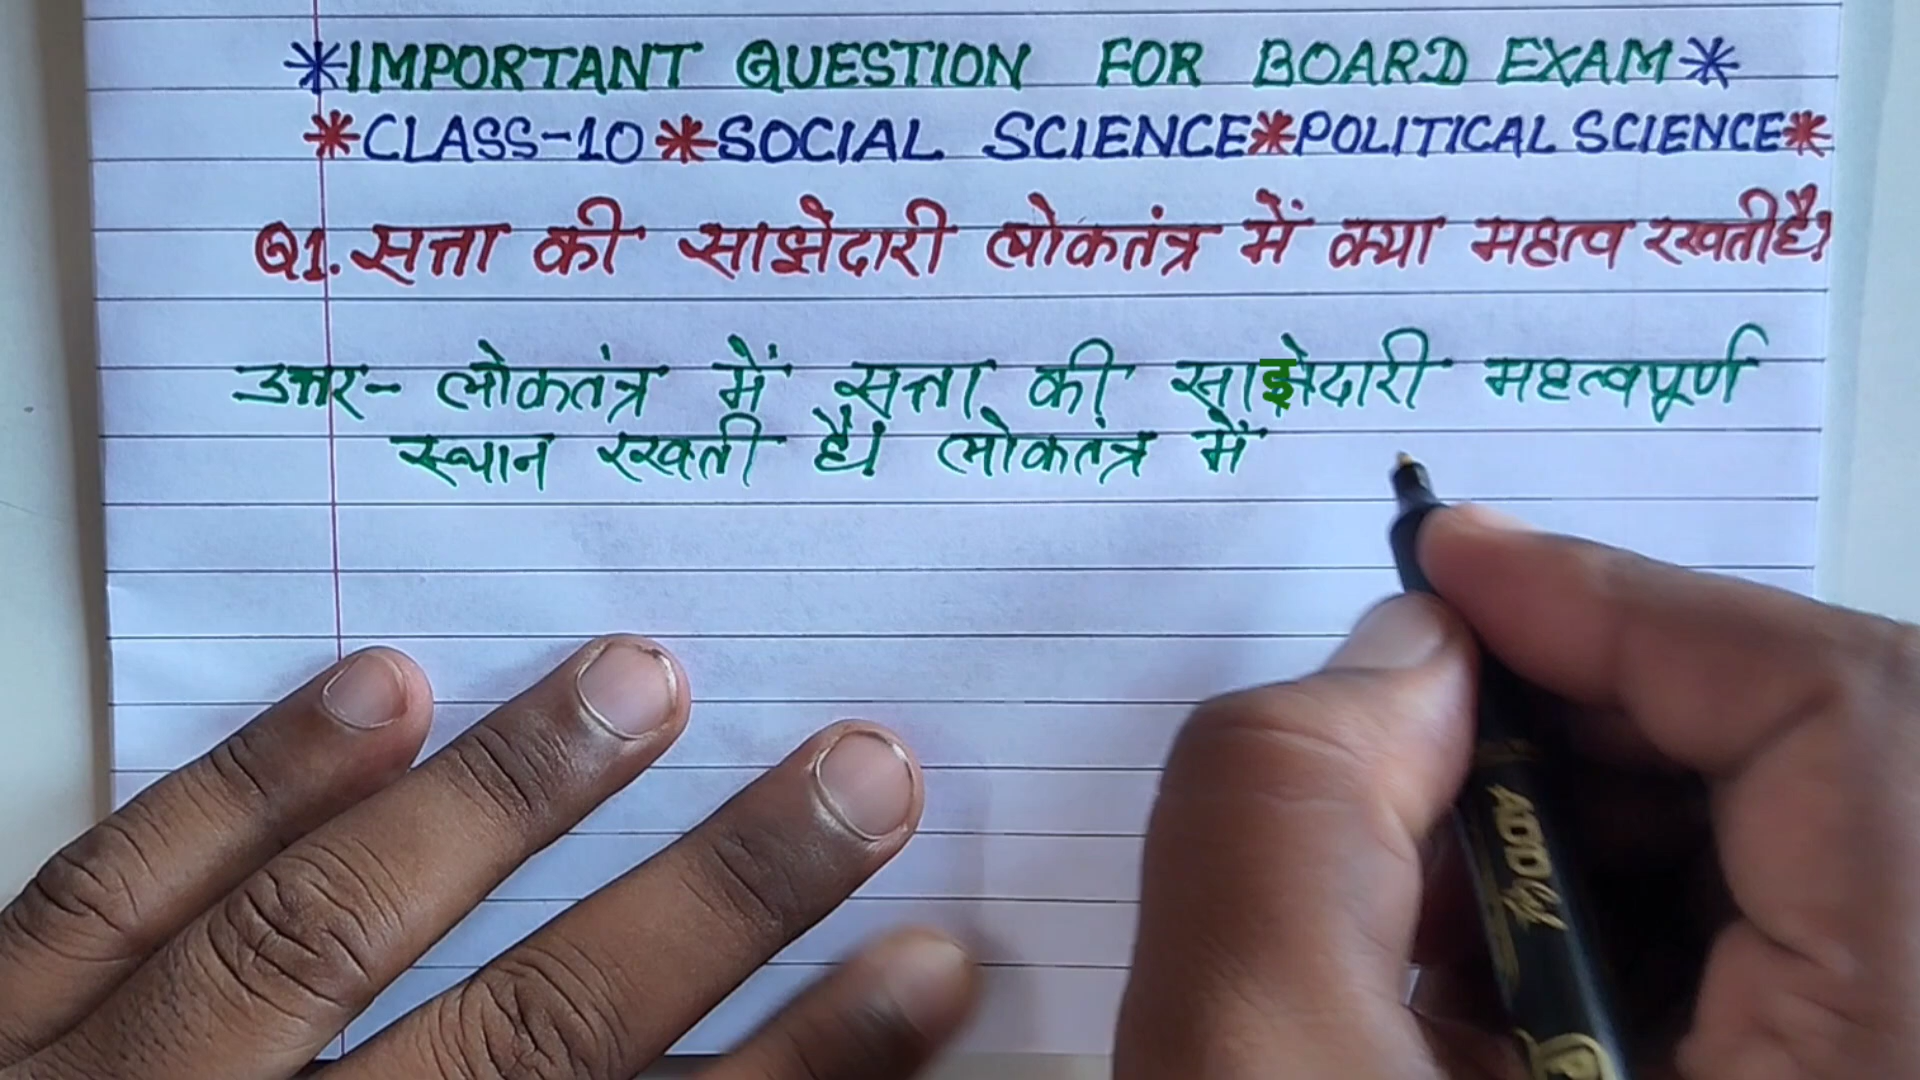 *IMPORTANT QUESTION FOR BOARD EXAM*
*CLASS-10*SOCIAL SCIENCE*POLITICAL SCIENCE*
Q1. सत्ता की साझेदारी लोकतंत्र में क्या महत्व रखती है?
उत्तर- लोकतंत्र में सत्ता की साझेदारी महत्वपूर्ण
स्थान रखती है। लोकतंत्र में
ADD